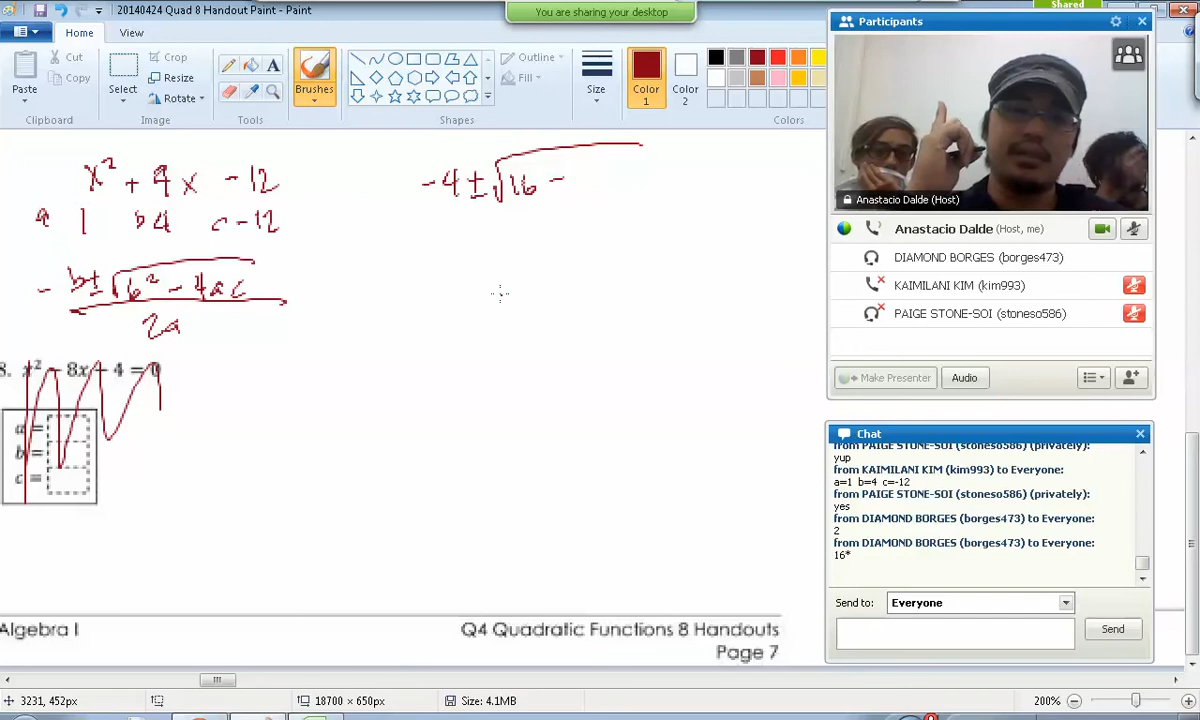 20140424 Quad 8 Handout Paint - Paint
You are sharing your desktop
Shared
Home
View
Paste
Cut
Copy
Clipboard
Select
Crop
Resize
Rotate
Image
Tools
Brushes
Shapes
Outline
Fill
Size
Color 1
Color 2
Colors
x² + 4x -12
a 1 b 4 c -12
- b ± √b² - 4ac
2a
-4 ± √16 -
8. x² - 8x + 4 = 0
a =
b =
c =
Algebra I
Q4 Quadratic Functions 8 Handouts
Page 7
Participants
Anastacio Dalde (Host)
Anastacio Dalde (Host, me)
DIAMOND BORGES (borges473)
KAIMILANI KIM (kim993)
PAIGE STONE-SOI (stoneso586)
Make Presenter
Audio
Chat
from PAIGE STONE-SOI (stoneso586) (privately):
yup
from KAIMILANI KIM (kim993) to Everyone:
a=1 b=4 c=-12
from PAIGE STONE-SOI (stoneso586) (privately):
yes
from DIAMOND BORGES (borges473) to Everyone:
2
from DIAMOND BORGES (borges473) to Everyone:
16*
Send to:
Everyone
Send
3231, 452px
18700 × 650px
Size: 4.1MB
200%